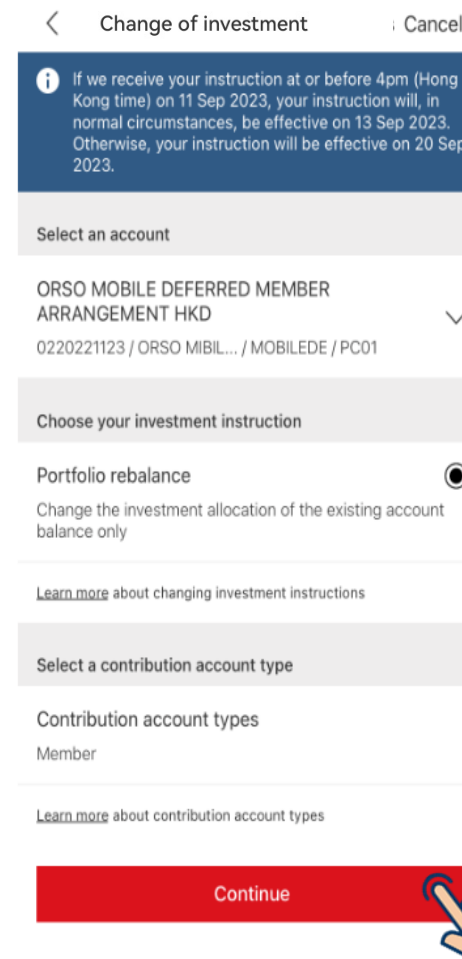 Change of investment
Cancel
If we receive your instruction at or before 4pm (Hong
Kong time) on 11 Sep 2023, your instruction will, in
normal circumstances, be effective on 13 Sep 2023.
Otherwise, your instruction will be effective on 20 Sep
2023.
Select an account
ORSO MOBILE DEFERRED MEMBER
ARRANGEMENT HKD
0220221123 / ORSO MIBIL... / MOBILEDE / PC01
Choose your investment instruction
Portfolio rebalance
Change the investment allocation of the existing account
balance only
Learn more about changing investment instructions
Select a contribution account type
Contribution account types
Member
Learn more about contribution account types
Continue